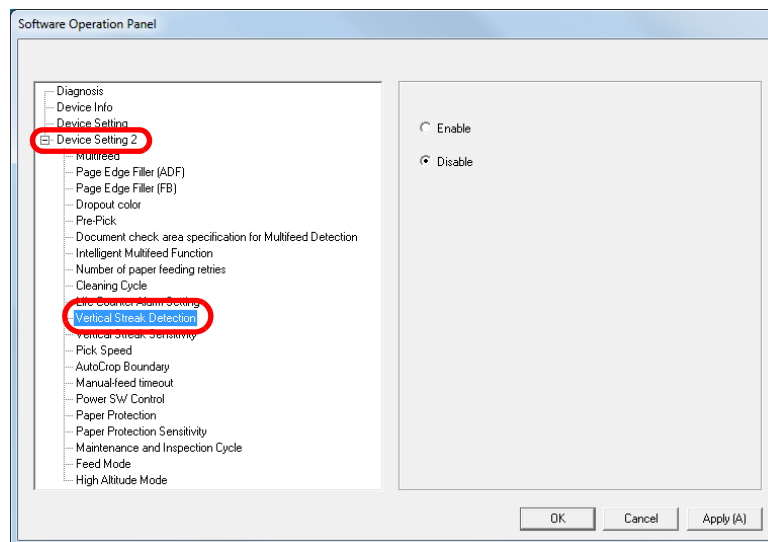 Software Operation Panel
Diagnosis
Device Info
Device Setting
Device Setting 2
Multifeed
Page Edge Filler (ADF)
Page Edge Filler (FB)
Dropout color
Pre-Pick
Document check area specification for Multifeed Detection
Intelligent Multifeed Function
Number of paper feeding retries
Cleaning Cycle
Life Counter Alarm Setting
Vertical Streak Detection
Vertical Streak Sensitivity
Pick Speed
AutoCrop Boundary
Manual-feed timeout
Power SW Control
Paper Protection
Paper Protection Sensitivity
Maintenance and Inspection Cycle
Feed Mode
High Altitude Mode
Enable
Disable
OK Cancel Apply (A)